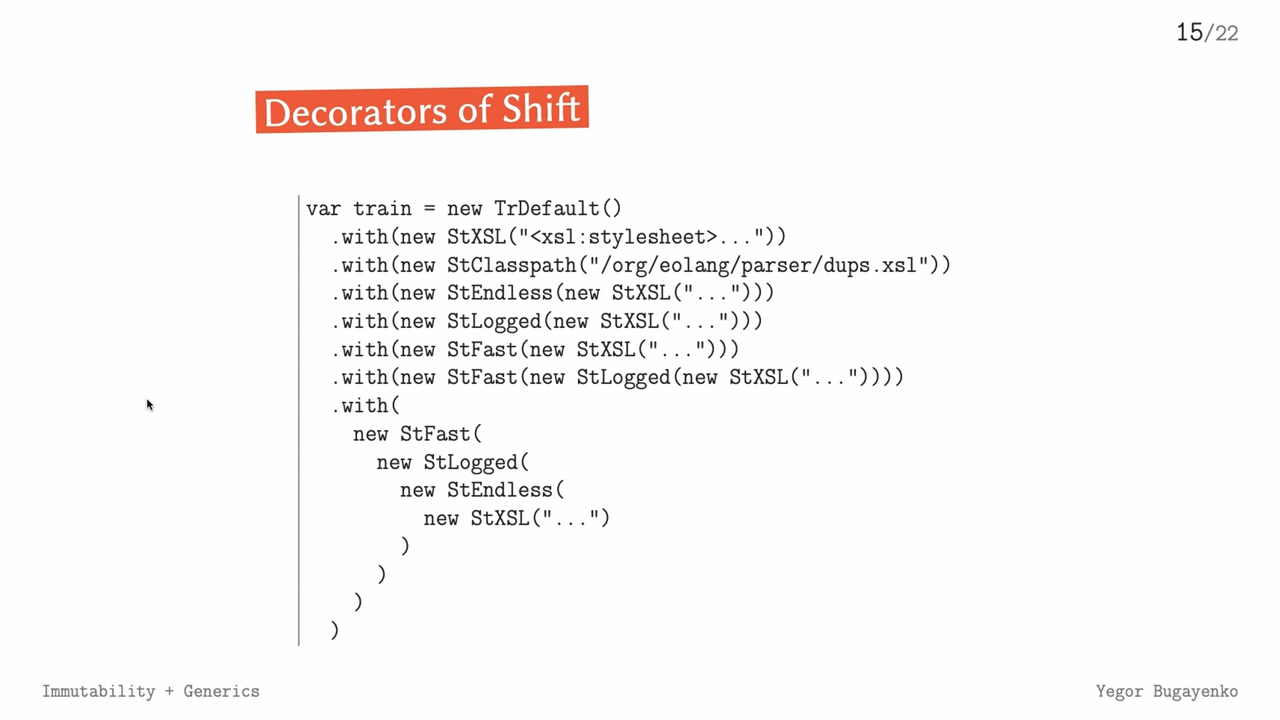 15/22
Decorators of Shift
var train = new TrDefault()
  .with(new StXSL("<xsl:stylesheet>..."))
  .with(new StClasspath("/org/eolang/parser/dups.xsl"))
  .with(new StEndless(new StXSL("...")))
  .with(new StLogged(new StXSL("...")))
  .with(new StFast(new StXSL("...")))
  .with(new StFast(new StLogged(new StXSL("..."))))
  .with(
    new StFast(
      new StLogged(
        new StEndless(
          new StXSL("...")
        )
      )
    )
  )
Immutability + Generics
Yegor Bugayenko